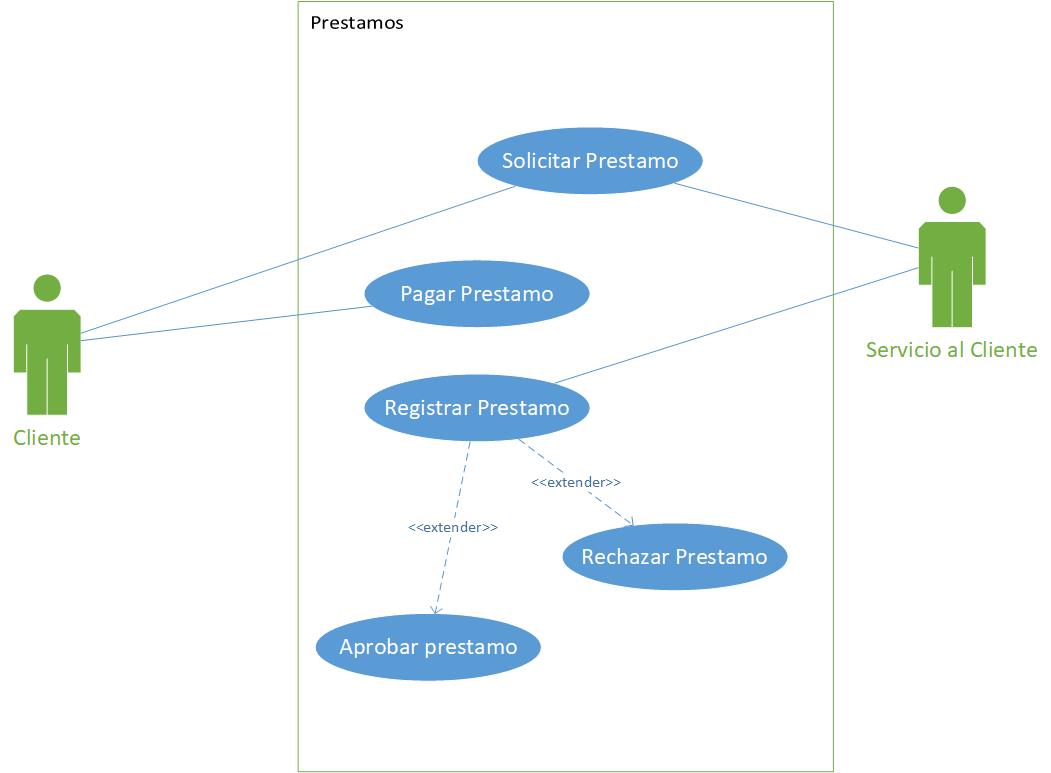 Prestamos
Solicitar Prestamo
Pagar Prestamo
Servicio al Cliente
Registrar Prestamo
Cliente
<<extender>>
<<extender>>
Rechazar Prestamo
Aprobar prestamo